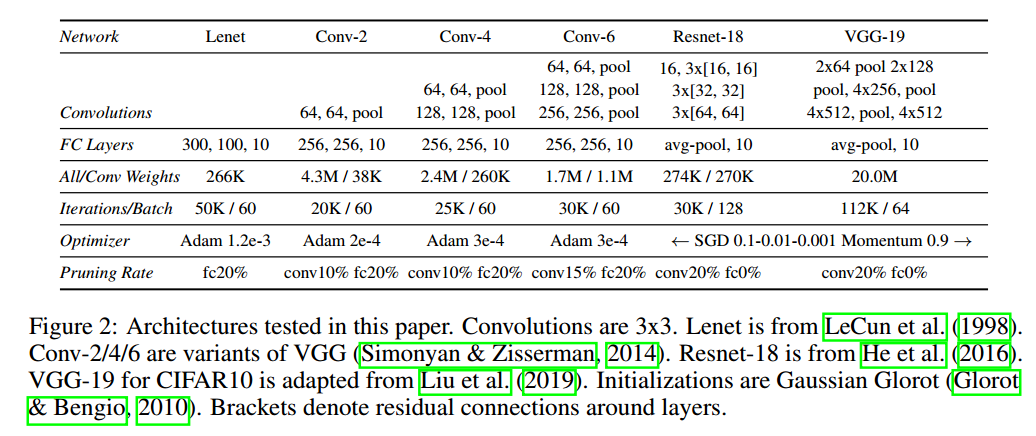 Network Lenet Conv-2 Conv-4 Conv-6 Resnet-18 VGG-19
64, 64, pool 16, 3x[16, 16] 2x64 pool 2x128
64, 64, pool 128, 128, pool 3x[32, 32] pool, 4x256, pool
Convolutions 64, 64, pool 128, 128, pool 256, 256, pool 3x[64, 64] 4x512, pool, 4x512
FC Layers 300, 100, 10 256, 256, 10 256, 256, 10 256, 256, 10 avg-pool, 10 avg-pool, 10
All/Conv Weights 266K 4.3M / 38K 2.4M / 260K 1.7M / 1.1M 274K / 270K 20.0M
Iterations/Batch 50K / 60 20K / 60 25K / 60 30K / 60 30K / 128 112K / 64
Optimizer Adam 1.2e-3 Adam 2e-4 Adam 3e-4 Adam 3e-4 ← SGD 0.1-0.01-0.001 Momentum 0.9 →
Pruning Rate fc20% conv10% fc20% conv10% fc20% conv15% fc20% conv20% fc0% conv20% fc0%
Figure 2: Architectures tested in this paper. Convolutions are 3x3. Lenet is from LeCun et al. (1998).
Conv-2/4/6 are variants of VGG (Simonyan & Zisserman, 2014). Resnet-18 is from He et al. (2016).
VGG-19 for CIFAR10 is adapted from Liu et al. (2019). Initializations are Gaussian Glorot (Glorot
& Bengio, 2010). Brackets denote residual connections around layers.